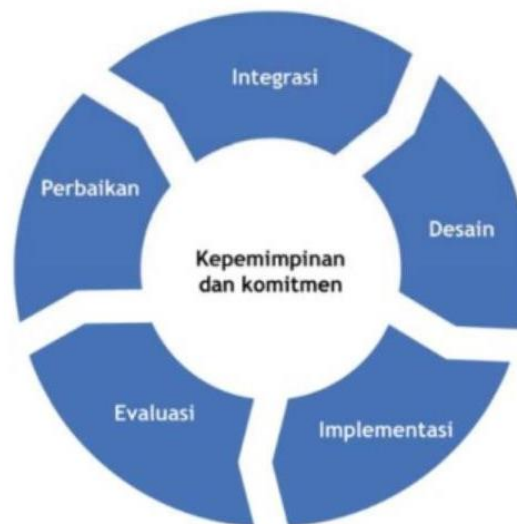 Integrasi
Perbaikan
Desain
Kepemimpinan
dan komitmen
Evaluasi
Implementasi